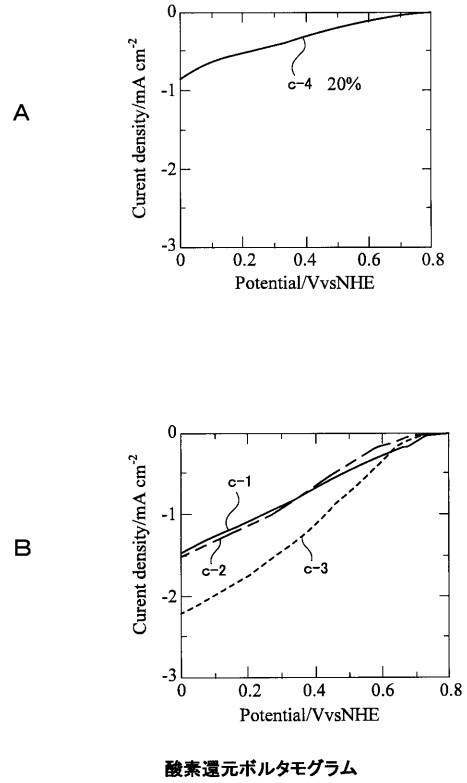 A
0
-1
-2
-3
Curent density/mA cm-2
c-4 20%
0 0.2 0.4 0.6 0.8
Potential/VvsNHE
B
0
-1
-2
-3
Curent density/mA cm-2
c-1
c-2
c-3
0 0.2 0.4 0.6 0.8
Potential/VvsNHE
酸素還元ボルタモグラム